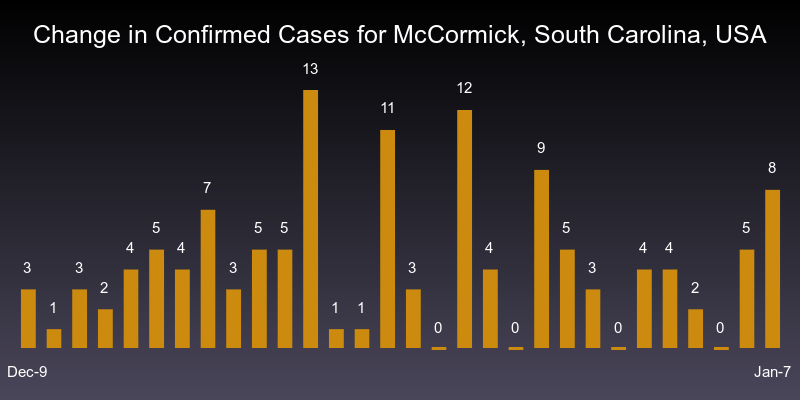 Change in Confirmed Cases for McCormick, South Carolina, USA
3 1 3 2 4 5 4 7 3 5 5 13 1 1 11 3 0 12 4 0 9 5 3 0 4 4 2 0 5 8
Dec-9 Jan-7